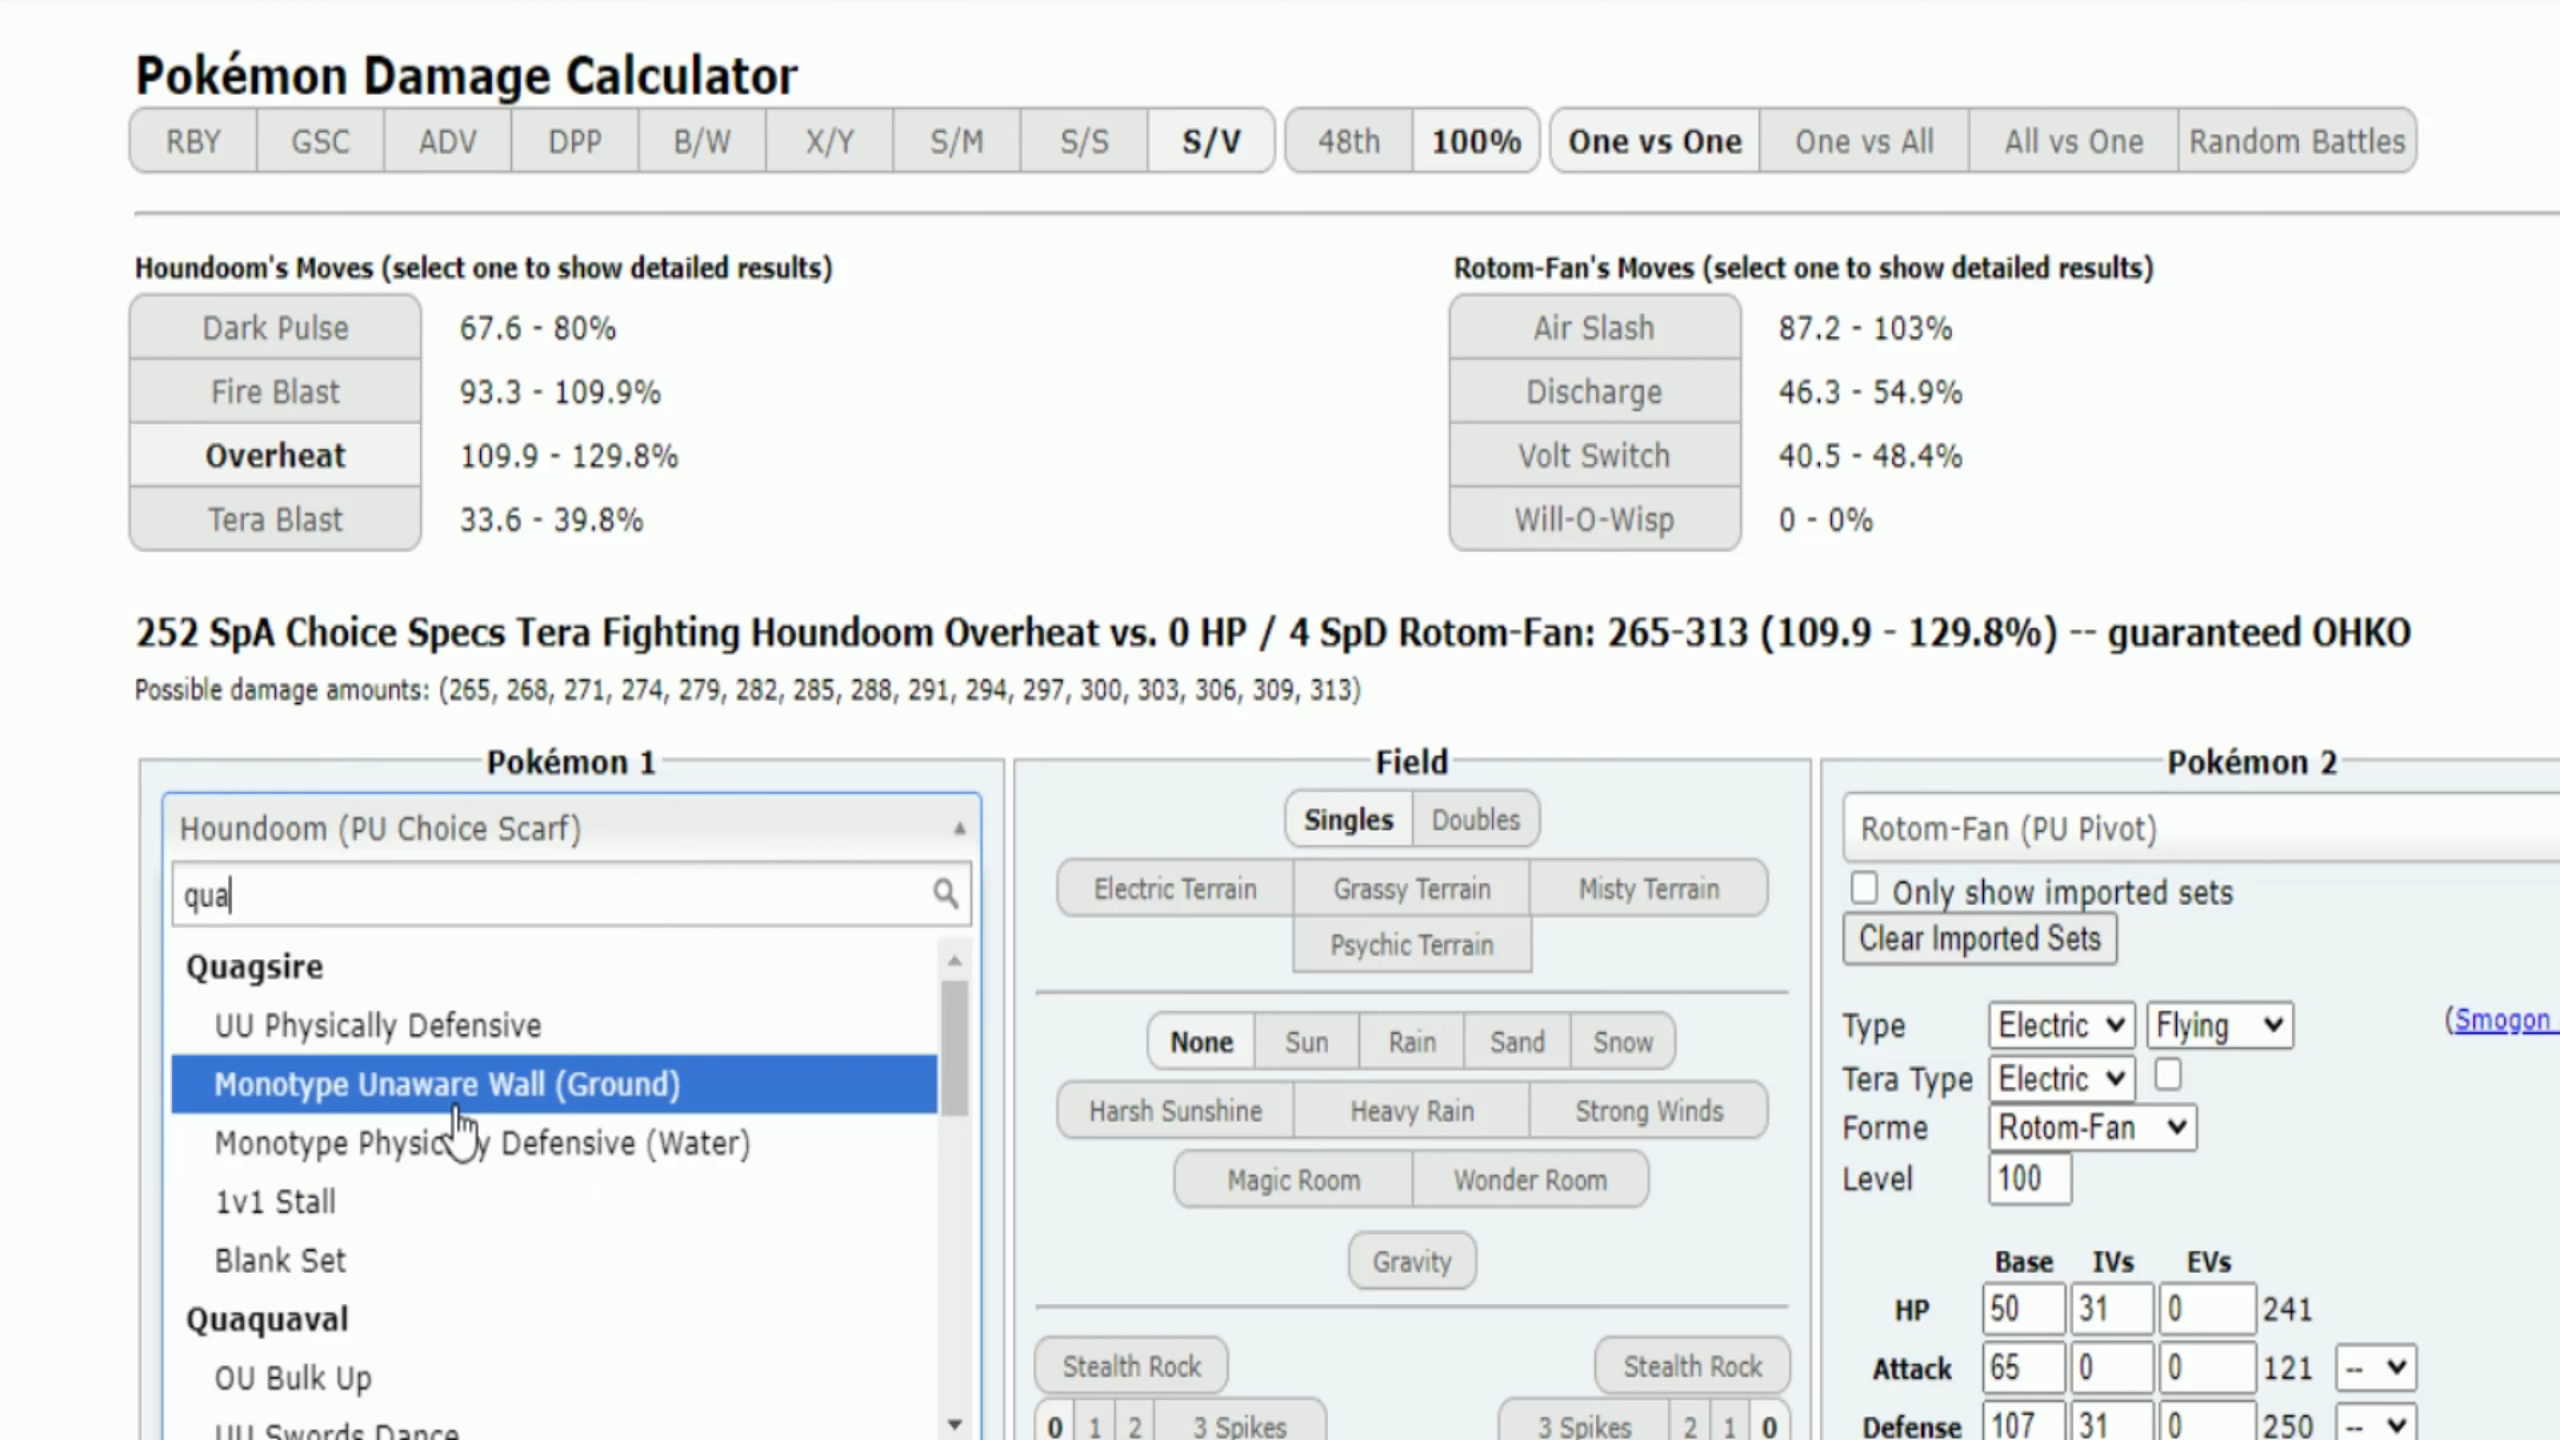 Pokémon Damage Calculator
RBY GSC ADV DPP B/W X/Y S/M S/S S/V 48th 100% One vs One One vs All All vs One Random Battles
Houndoom's Moves (select one to show detailed results)
Dark Pulse 67.6 - 80%
Fire Blast 93.3 - 109.9%
Overheat 109.9 - 129.8%
Tera Blast 33.6 - 39.8%
Rotom-Fan's Moves (select one to show detailed results)
Air Slash 87.2 - 103%
Discharge 46.3 - 54.9%
Volt Switch 40.5 - 48.4%
Will-O-Wisp 0 - 0%
252 SpA Choice Specs Tera Fighting Houndoom Overheat vs. 0 HP / 4 SpD Rotom-Fan: 265-313 (109.9 - 129.8%) -- guaranteed OHKO
Possible damage amounts: (265, 268, 271, 274, 279, 282, 285, 288, 291, 294, 297, 300, 303, 306, 309, 313)
Pokémon 1
Houndoom (PU Choice Scarf)
qua
Quagsire
UU Physically Defensive
Monotype Unaware Wall (Ground)
Monotype Physically Defensive (Water)
1v1 Stall
Blank Set
Quaquaval
OU Bulk Up
UU Swords Dance
Field
Singles Doubles
Electric Terrain Grassy Terrain Misty Terrain
Psychic Terrain
None Sun Rain Sand Snow
Harsh Sunshine Heavy Rain Strong Winds
Magic Room Wonder Room
Gravity
Stealth Rock Stealth Rock
0 1 2 3 Spikes 3 Spikes 2 1 0
Pokémon 2
Rotom-Fan (PU Pivot)
Only show imported sets
Clear Imported Sets
Type Electric Flying (Smogon
Tera Type Electric
Forme Rotom-Fan
Level 100
Base IVs EVs
HP 50 31 0 241
Attack 65 0 0 121 --
Defense 107 31 0 250 --